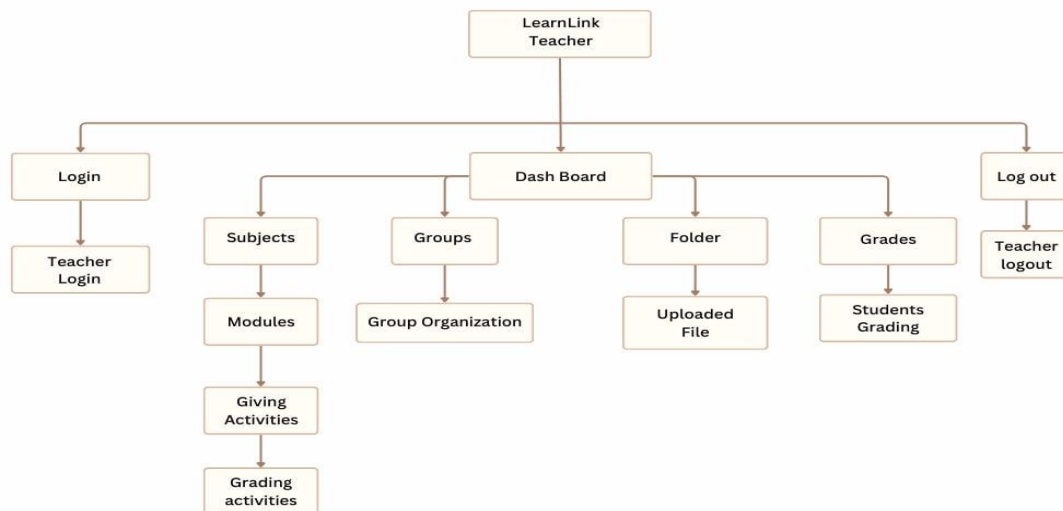 LearnLink
Teacher
Login
Dash Board
Log out
Subjects
Groups
Folder
Grades
Teacher
Login
Teacher
logout
Modules
Group Organization
Uploaded
File
Students
Grading
Giving
Activities
Grading
activities